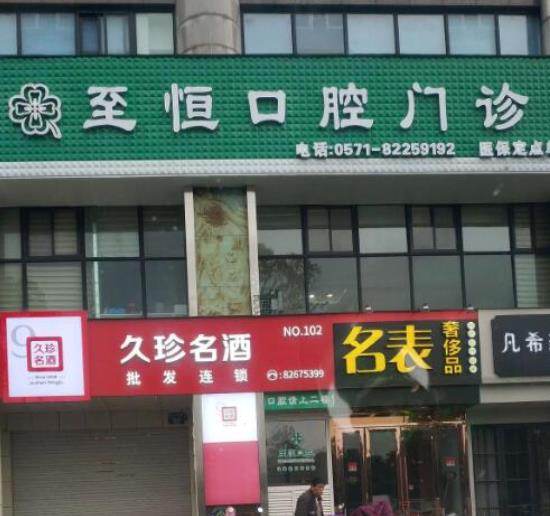 至恒口腔门诊
电话:0571-82259192 医保定点
久珍名酒
久珍名酒
NO.102
批发连锁
82675399
名表
奢侈品
凡希
口腔请上二楼